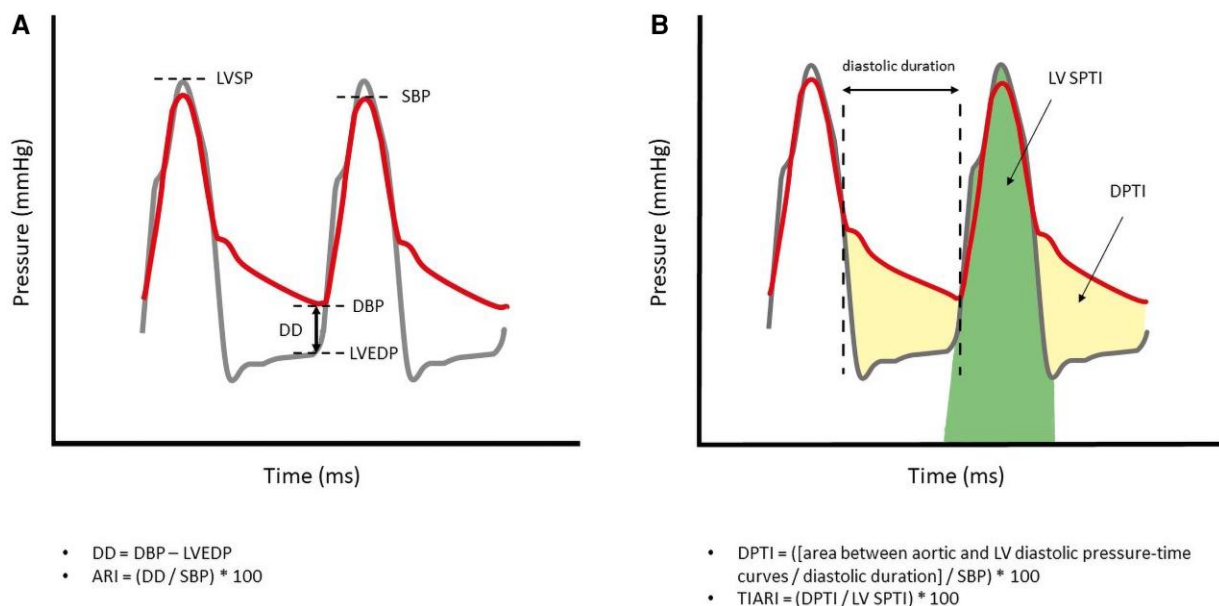 A
LVSP
SBP
DBP
DD
LVEDP
Pressure (mmHg)
Time (ms)
• DD = DBP – LVEDP
• ARI = (DD / SBP) * 100
B
diastolic duration
LV SPTI
DPTI
Pressure (mmHg)
Time (ms)
• DPTI = ([area between aortic and LV diastolic pressure-time
curves / diastolic duration] / SBP) * 100
• TIARI = (DPTI / LV SPTI) * 100